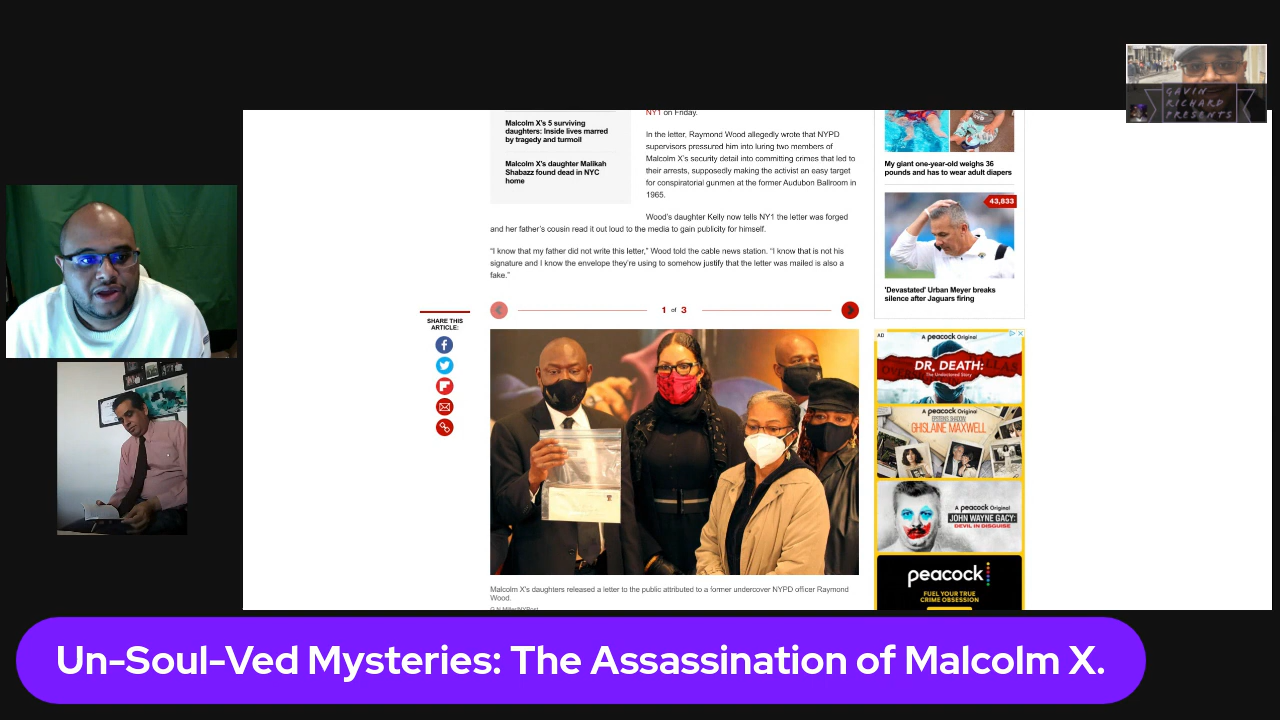 GAVIN
RICHARD
PRESENTS
Malcolm X's 5 surviving
daughters: Inside lives marred
by tragedy and turmoil
Malcolm X's daughter Malikah
Shabazz found dead in NYC
home
NY1 on Friday.
In the letter, Raymond Wood allegedly wrote that NYPD
supervisors pressured him into luring two members of
Malcolm X's security detail into committing crimes that led to
their arrests, supposedly making the activist an easy target
for conspiratorial gunmen at the former Audubon Ballroom in
1965.
Wood's daughter Kelly now tells NY1 the letter was forged
and her father's cousin read it out loud to the media to gain publicity for himself.
“I know that my father did not write this letter,” Wood told the cable news station. “I know that is not his
signature and I know the envelope they're using to somehow justify that the letter was mailed is also a
fake.”
1 of 3
SHARE THIS
ARTICLE:
Malcolm X's daughters released a letter to the public attributed to a former undercover NYPD officer Raymond
Wood.
G.N.Miller/NYPost
My giant one-year-old weighs 36
pounds and has to wear adult diapers
43,833
'Devastated' Urban Meyer breaks
silence after Jaguars firing
AD
A peacock Original
DR. DEATH:
The Undoctored Story
A peacock Original
EPSTEIN'S SHADOW:
GHISLAINE MAXWELL
A peacock Original
JOHN WAYNE GACY:
DEVIL IN DISGUISE
peacock
FUEL YOUR TRUE
CRIME OBSESSION
Un-Soul-Ved Mysteries: The Assassination of Malcolm X.